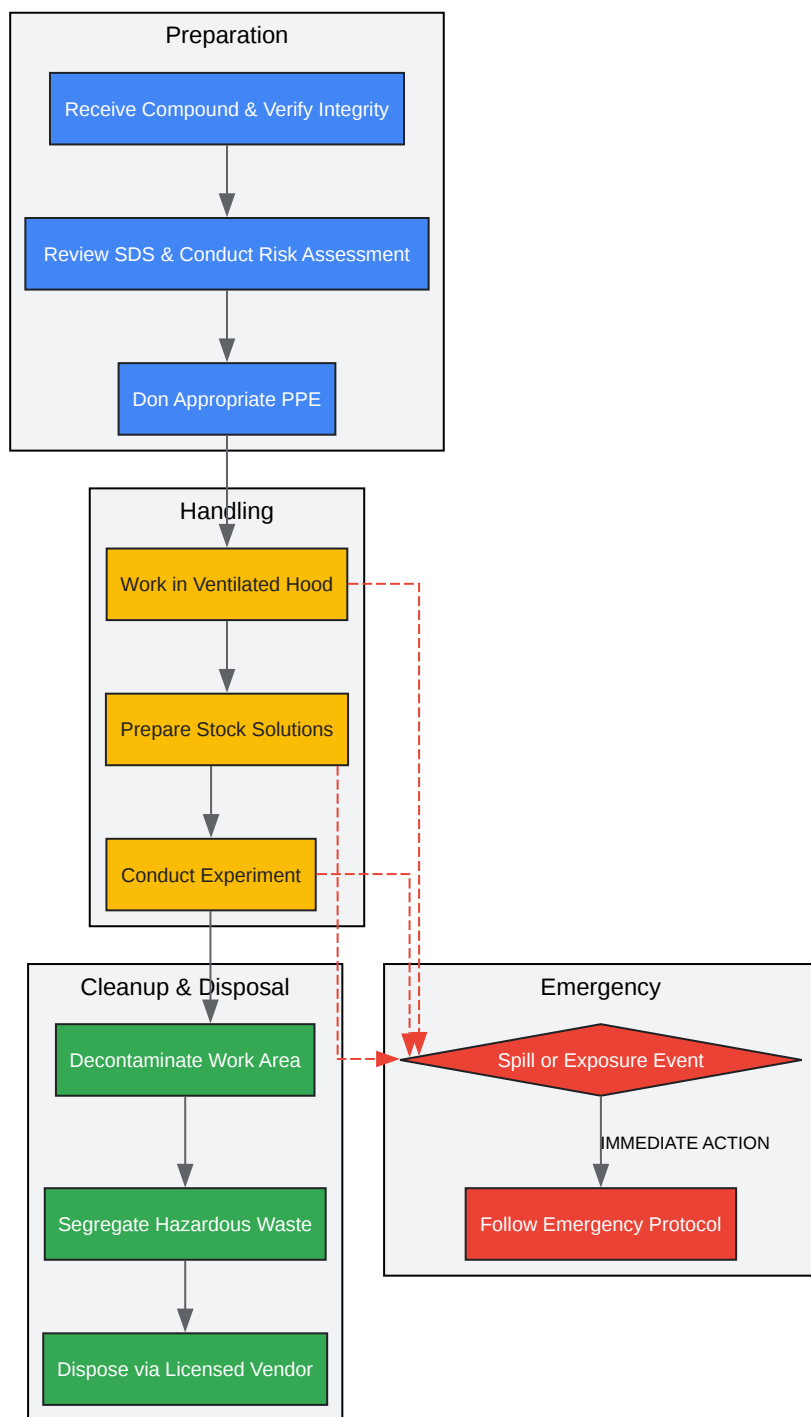 Preparation
Receive Compound & Verify Integrity
Review SDS & Conduct Risk Assessment
Don Appropriate PPE
Handling
Work in Ventilated Hood
Prepare Stock Solutions
Conduct Experiment
Cleanup & Disposal
Decontaminate Work Area
Segregate Hazardous Waste
Dispose via Licensed Vendor
Emergency
Spill or Exposure Event
IMMEDIATE ACTION
Follow Emergency Protocol